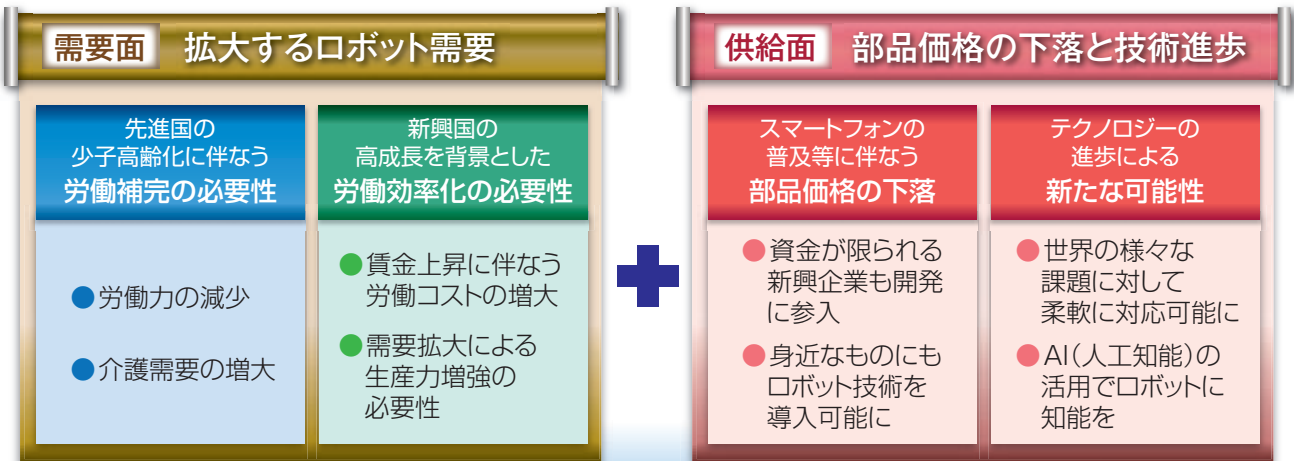 需要面 拡大するロボット需要
先進国の
少子高齢化に伴なう
労働補完の必要性
●労働力の減少
●介護需要の増大
新興国の
高成長を背景とした
労働効率化の必要性
●賃金上昇に伴なう
労働コストの増大
●需要拡大による
生産力増強の
必要性
供給面 部品価格の下落と技術進歩
スマートフォンの
普及等に伴なう
部品価格の下落
●資金が限られる
新興企業も開発
に参入
●身近なものにも
ロボット技術を
導入可能に
テクノロジーの
進歩による
新たな可能性
●世界の様々な
課題に対して
柔軟に対応可能に
●AI(人工知能)の
活用でロボットに
知能を